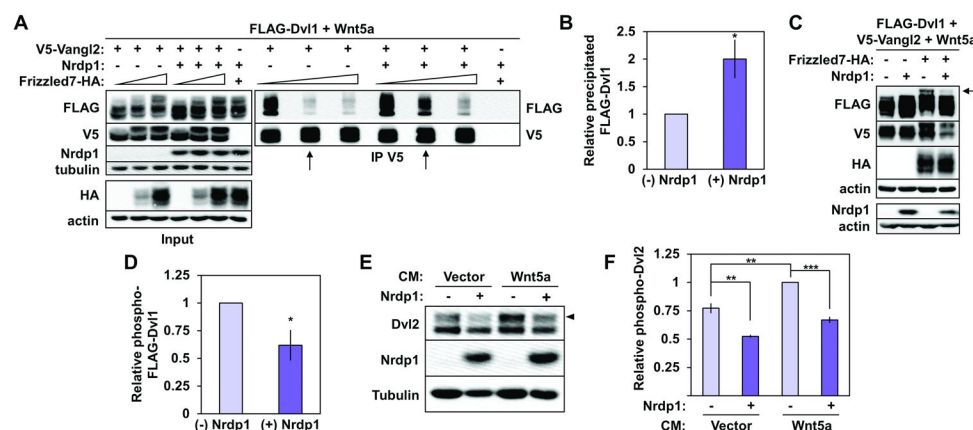 A
FLAG-Dvl1 + Wnt5a
V5-Vangl2: + + + + + + - + + + + + + -
Nrdp1: - - - + + + + - - - + + + +
Frizzled7-HA: + +
FLAG FLAG
V5 V5
Nrdp1
tubulin
IP V5
HA
actin
Input
B
Relative precipitated
FLAG-Dvl1
2.5
2
1.5
1
0.5
0
*
(-) Nrdp1 (+) Nrdp1
C
FLAG-Dvl1 +
V5-Vangl2 + Wnt5a
Frizzled7-HA: - - + +
Nrdp1: - + - +
FLAG
V5
HA
actin
Nrdp1
actin
D
Relative phospho-
FLAG-Dvl1
1.25
1
0.75
0.5
0.25
0
*
(-) Nrdp1 (+) Nrdp1
E
CM: Vector Wnt5a
Nrdp1: - + - +
Dvl2
Nrdp1
Tubulin
F
Relative phospho-Dvl2
1.25
1
0.75
0.5
0.25
0
** ** ***
Nrdp1: - + - +
CM: Vector Wnt5a